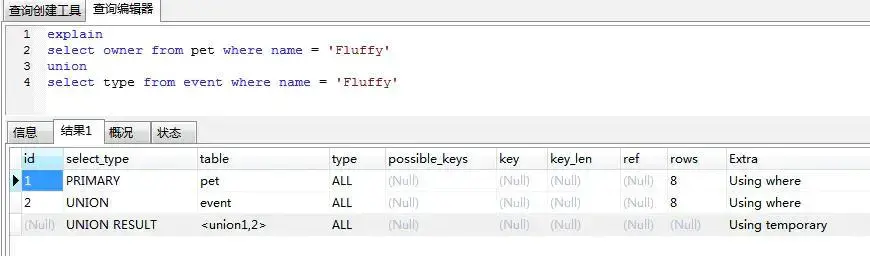 查询创建工具 查询编辑器
1 explain
2 select owner from pet where name = 'Fluffy'
3 union
4 select type from event where name = 'Fluffy'
信息 结果1 概况 状态
id select_type table type possible_keys key key_len ref rows Extra
1 PRIMARY pet ALL (Null) (Null) (Null) (Null) 8 Using where
2 UNION event ALL (Null) (Null) (Null) (Null) 8 Using where
(Null) UNION RESULT <union1,2> ALL (Null) (Null) (Null) (Null) (Null) Using temporary